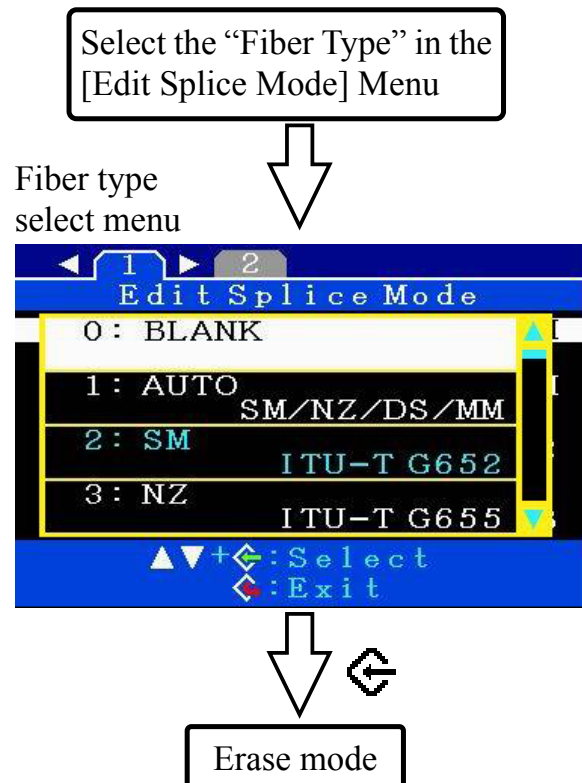 Select the “Fiber Type” in the
[Edit Splice Mode] Menu
Fiber type
select menu
1 2
Edit Splice Mode
0: BLANK
1: AUTO
SM/NZ/DS/MM
2: SM
ITU-T G652
3: NZ
ITU-T G655
+ :Select
:Exit
Erase mode